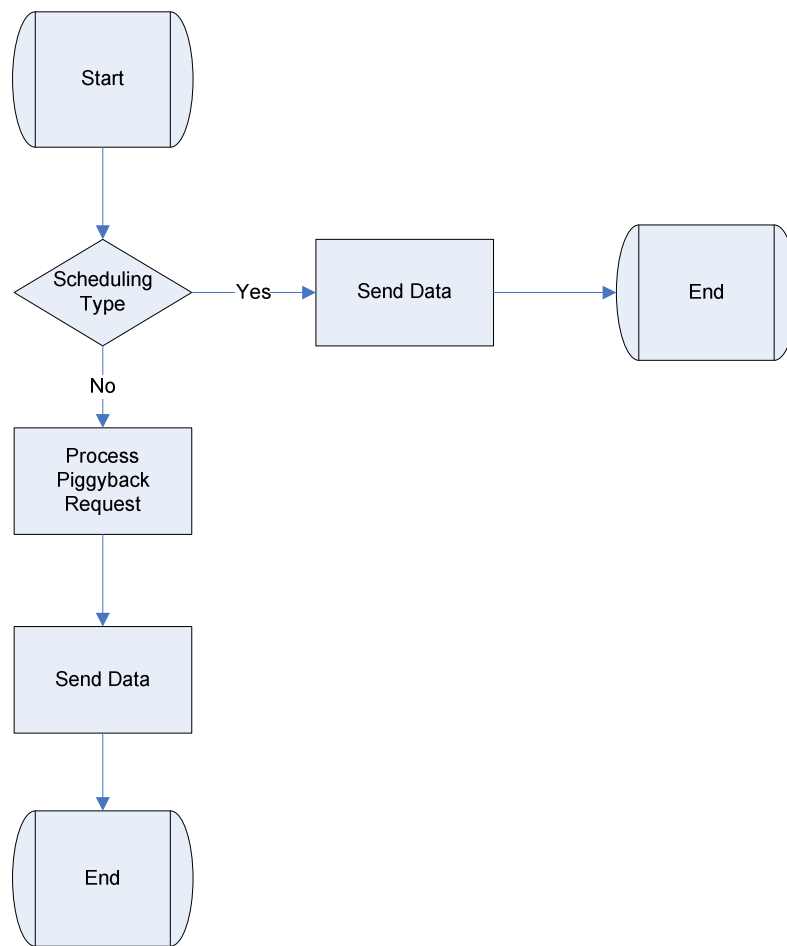 Start
Scheduling
Type
Yes
Send Data
End
No
Process
Piggyback
Request
Send Data
End